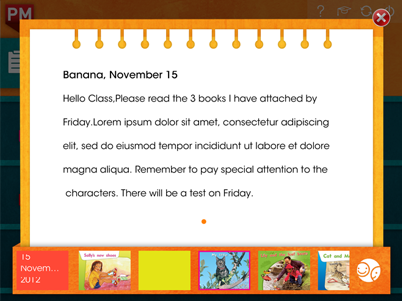 PM
?
Banana, November 15
Hello Class,Please read the 3 books I have attached by
Friday.Lorem ipsum dolor sit amet, consectetur adipiscing
elit, sed do eiusmod tempor incididunt ut labore et dolore
magna aliqua. Remember to pay special attention to the
characters. There will be a test on Friday.
15
Novem...
2012
Sally's new shoes
Cat and M